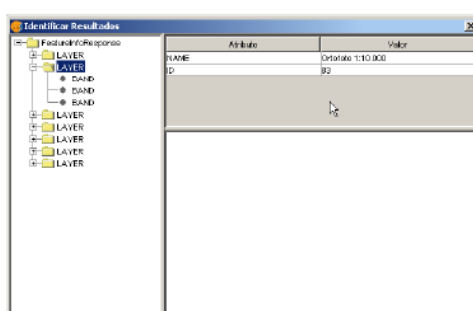 Identificar Resultados
FeatureInfoResponse
LAYER
LAYER
BAND
BAND
BAND
LAYER
LAYER
LAYER
LAYER
LAYER
Atributo Valor
NAME Ortofoto 1:10.000
ID 93